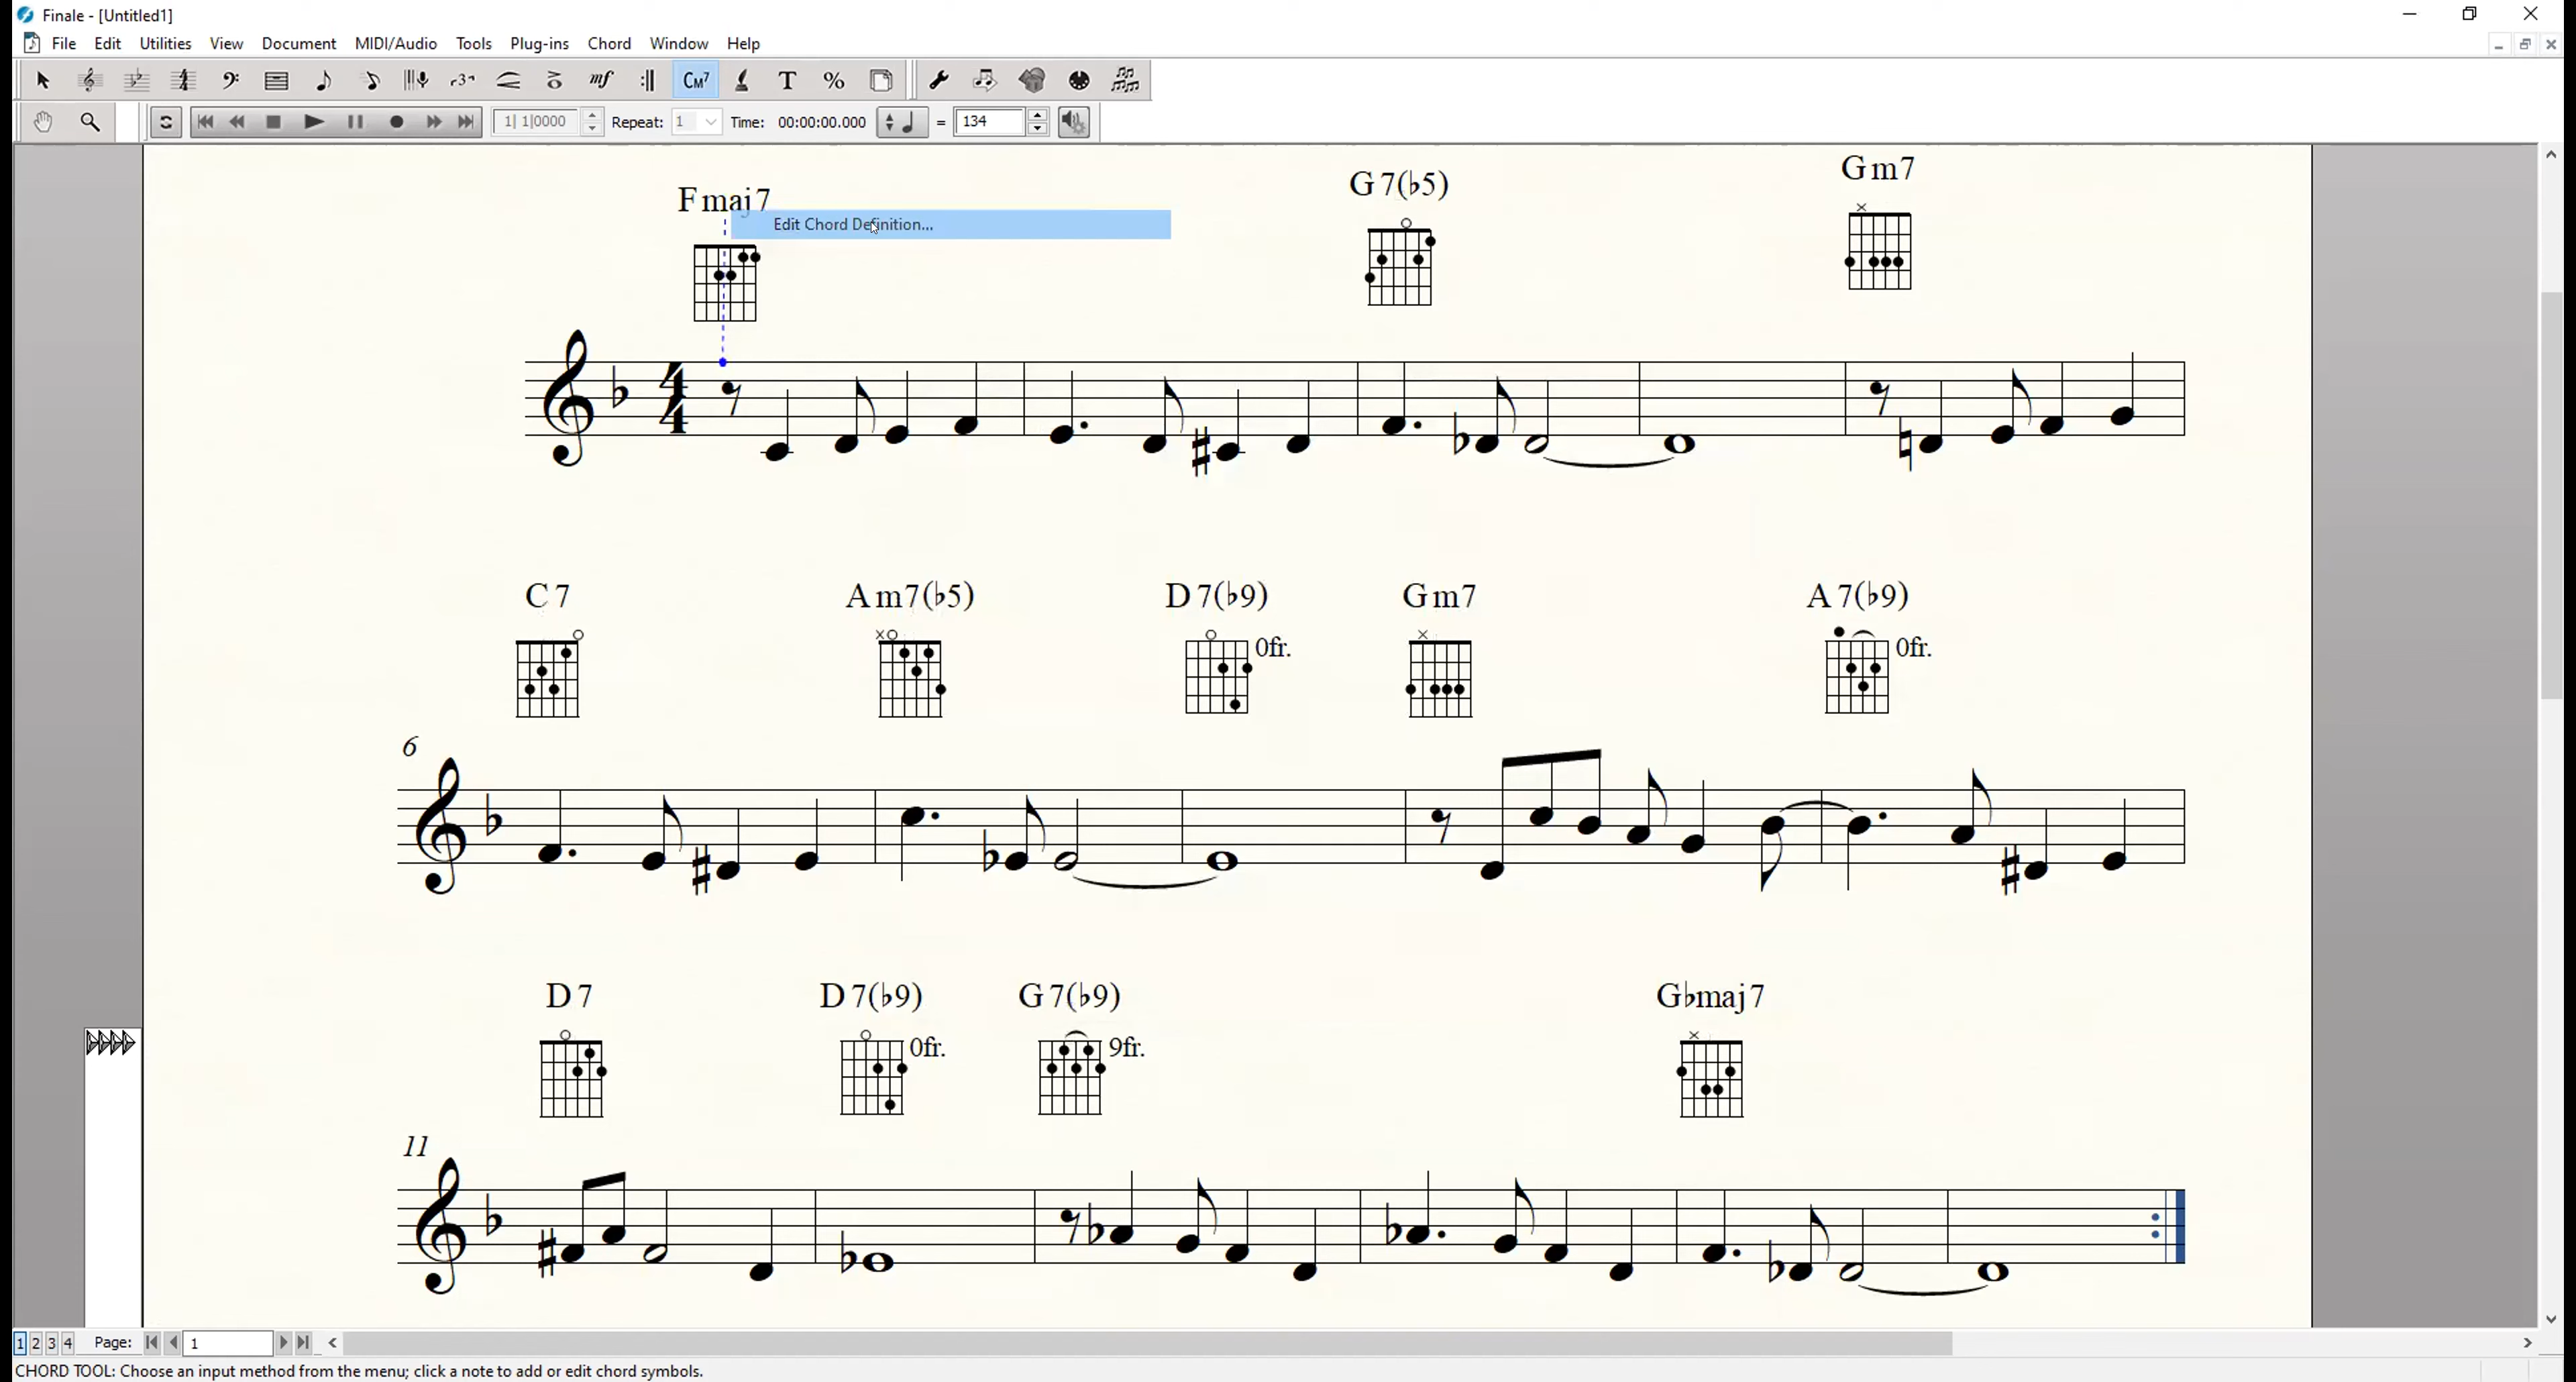 Finale - [Untitled1]
File Edit Utilities View Document MIDI/Audio Tools Plug-ins Chord Window Help
mf CM7 T %
1| 1|0000 Repeat: 1 Time: 00:00:00.000 = 134
Fmaj7 G7(♭5) Gm7
Edit Chord Definition...
4
4
C7 Am7(♭5) D7(♭9) Gm7 A7(♭9)
0fr. 0fr.
6
D7 D7(♭9) G7(♭9) G♭maj7
0fr. 9fr.
11
1 2 3 4 Page: 1
CHORD TOOL: Choose an input method from the menu; click a note to add or edit chord symbols.